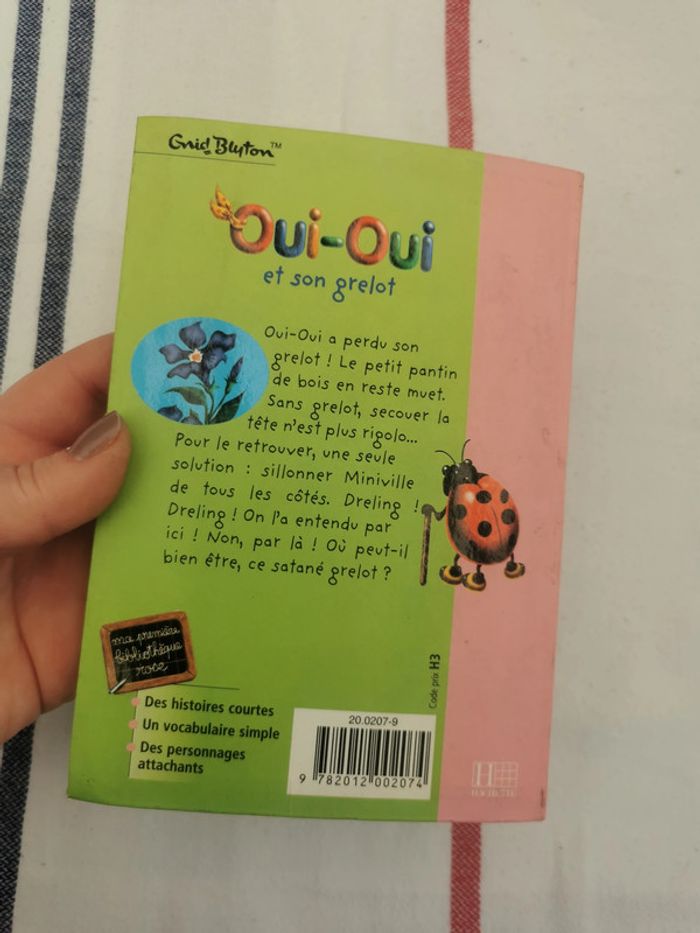 Enid Blyton™
Oui-Oui
et son grelot
Oui-Oui a perdu son
grelot ! Le petit pantin
de bois en reste muet.
Sans grelot, secouer la
tête n'est plus rigolo...
Pour le retrouver, une seule
solution : sillonner Miniville
de tous les côtés. Dreling !
Dreling ! On l'a entendu par
ici ! Non, par là ! Où peut-il
bien être, ce satané grelot ?
ma première
bibliothèque
rose
Des histoires courtes
Un vocabulaire simple
Des personnages
attachants
Code prix H3
20.0207-9
9 782012 002074
H
HACHETTE